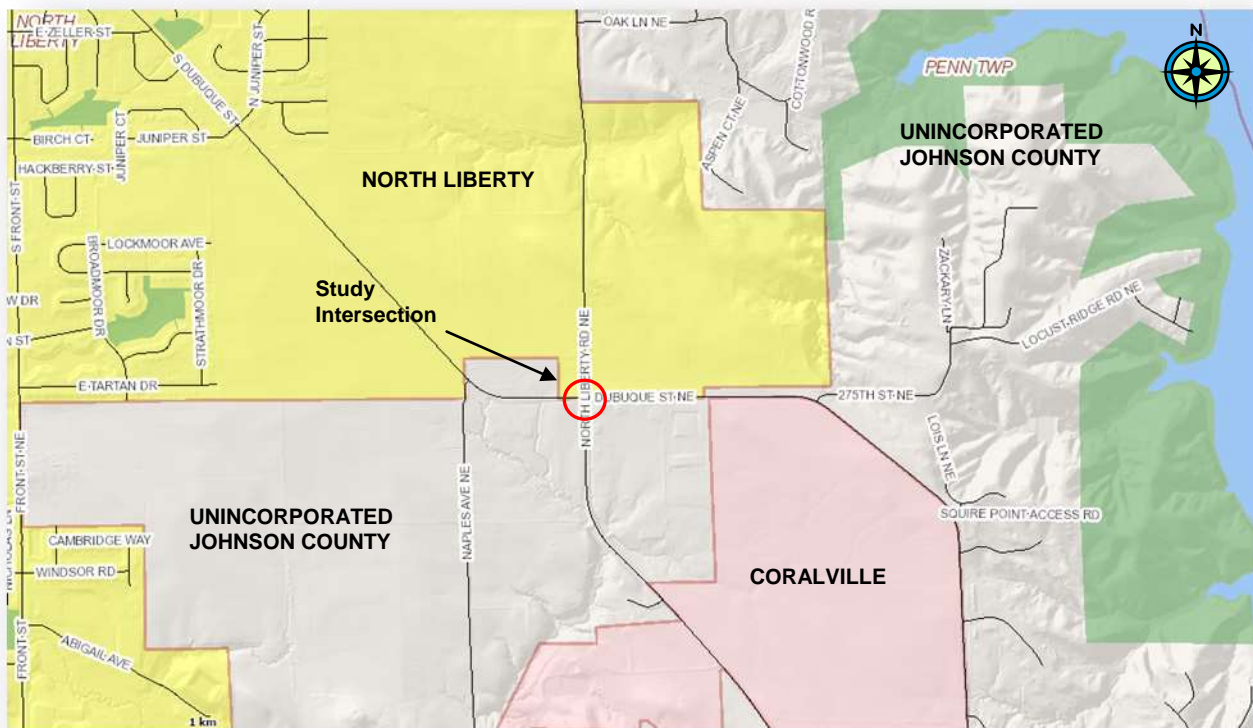 NORTH
LIBERTY
E-ZELLER-ST
S DUBUQUE ST
N JUNIPER ST
JUNIPER CT
BIRCH CT
JUNIPER ST
HACKBERRY-ST
S FRONT-ST
LOCKMOOR AVE
BROADMOOR DR
STRATHMOOR DR
W DR
N ST
E-TARTAN DR
NORTH LIBERTY
Study
Intersection
OAK LN NE
COTTONWOOD R
ASPEN CT-NE
PENN TWP
N
UNINCORPORATED
JOHNSON COUNTY
ZACKARY-LN
LOCUST-RIDGE RD NE
NORTH LIBERTY-RD NE
DUBUQUE ST-NE
275TH ST-NE
LOIS LN NE
SQUIRE POINT-ACCESS RD
FRONT-ST-NE
NAPLES AVE NE
UNINCORPORATED
JOHNSON COUNTY
CAMBRIDGE WAY
WINDSOR RD
NICHOLAS LN
FRONT-ST
ABIGAIL-AVE
CORALVILLE
1 km